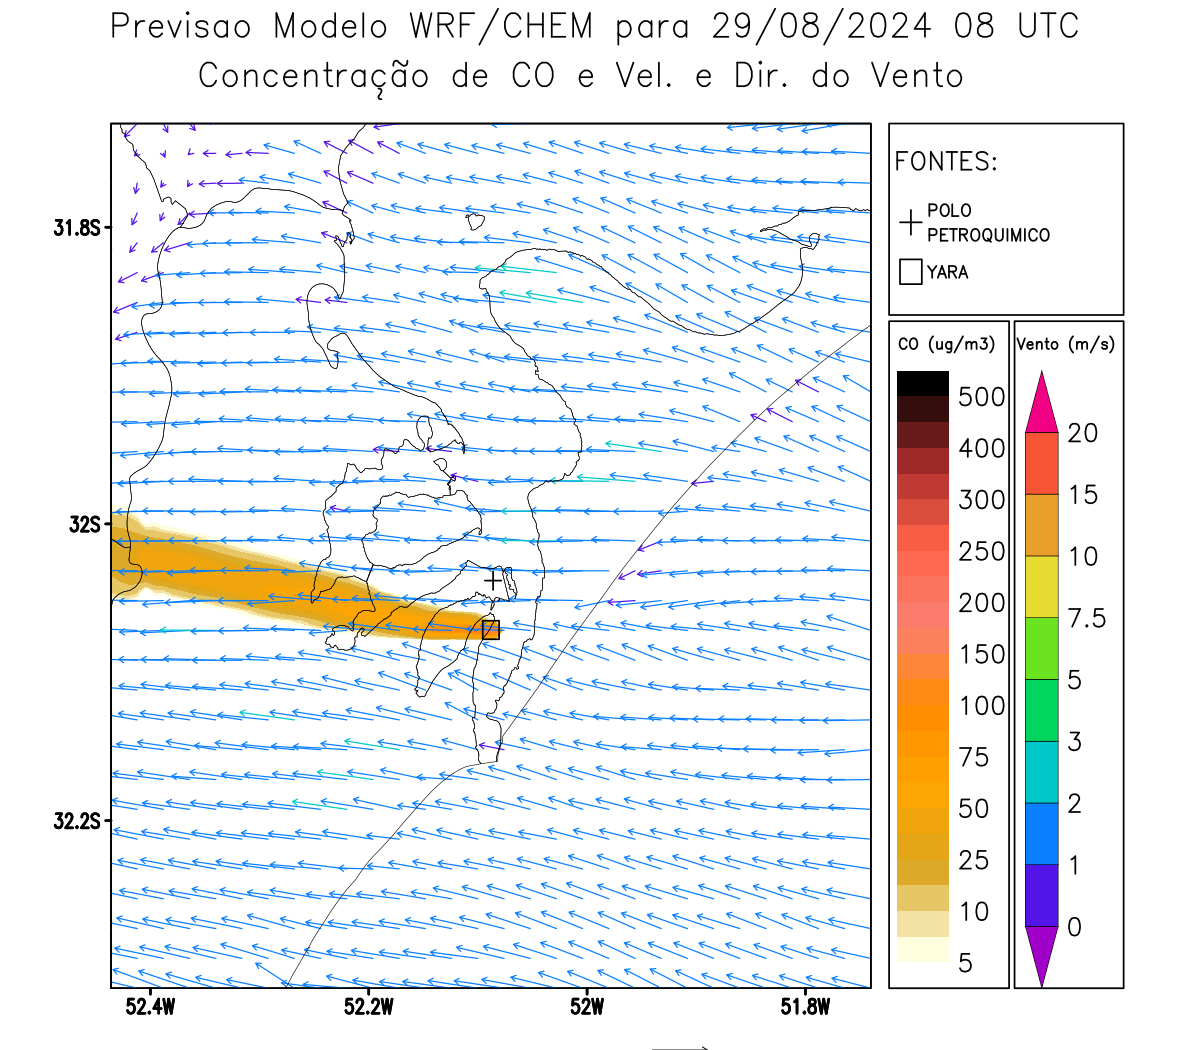 Previsao Modelo WRF/CHEM para 29/08/2024 08 UTC
Concentração de CO e Vel. e Dir. do Vento
FONTES:
POLO
PETROQUIMICO
YARA
CO (ug/m3)
500
400
300
250
200
150
100
75
50
25
10
5
Vento (m/s)
20
15
10
7.5
5
3
2
1
0
31.8S
32S
32.2S
52.4W
52.2W
52W
51.8W